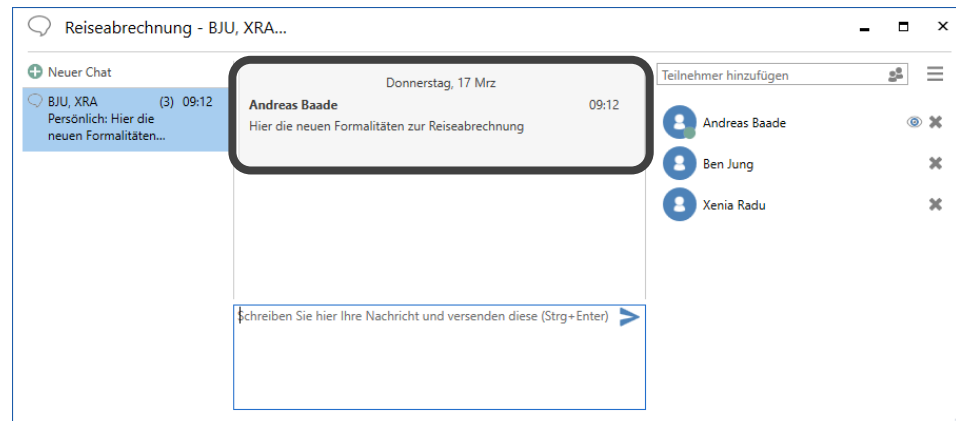 Reiseabrechnung - BJU, XRA...
Neuer Chat
BJU, XRA (3) 09:12
Persönlich: Hier die
neuen Formalitäten...
Donnerstag, 17 Mrz
Andreas Baade 09:12
Hier die neuen Formalitäten zur Reiseabrechnung
Schreiben Sie hier Ihre Nachricht und versenden diese (Strg+Enter)
Teilnehmer hinzufügen
Andreas Baade
Ben Jung
Xenia Radu